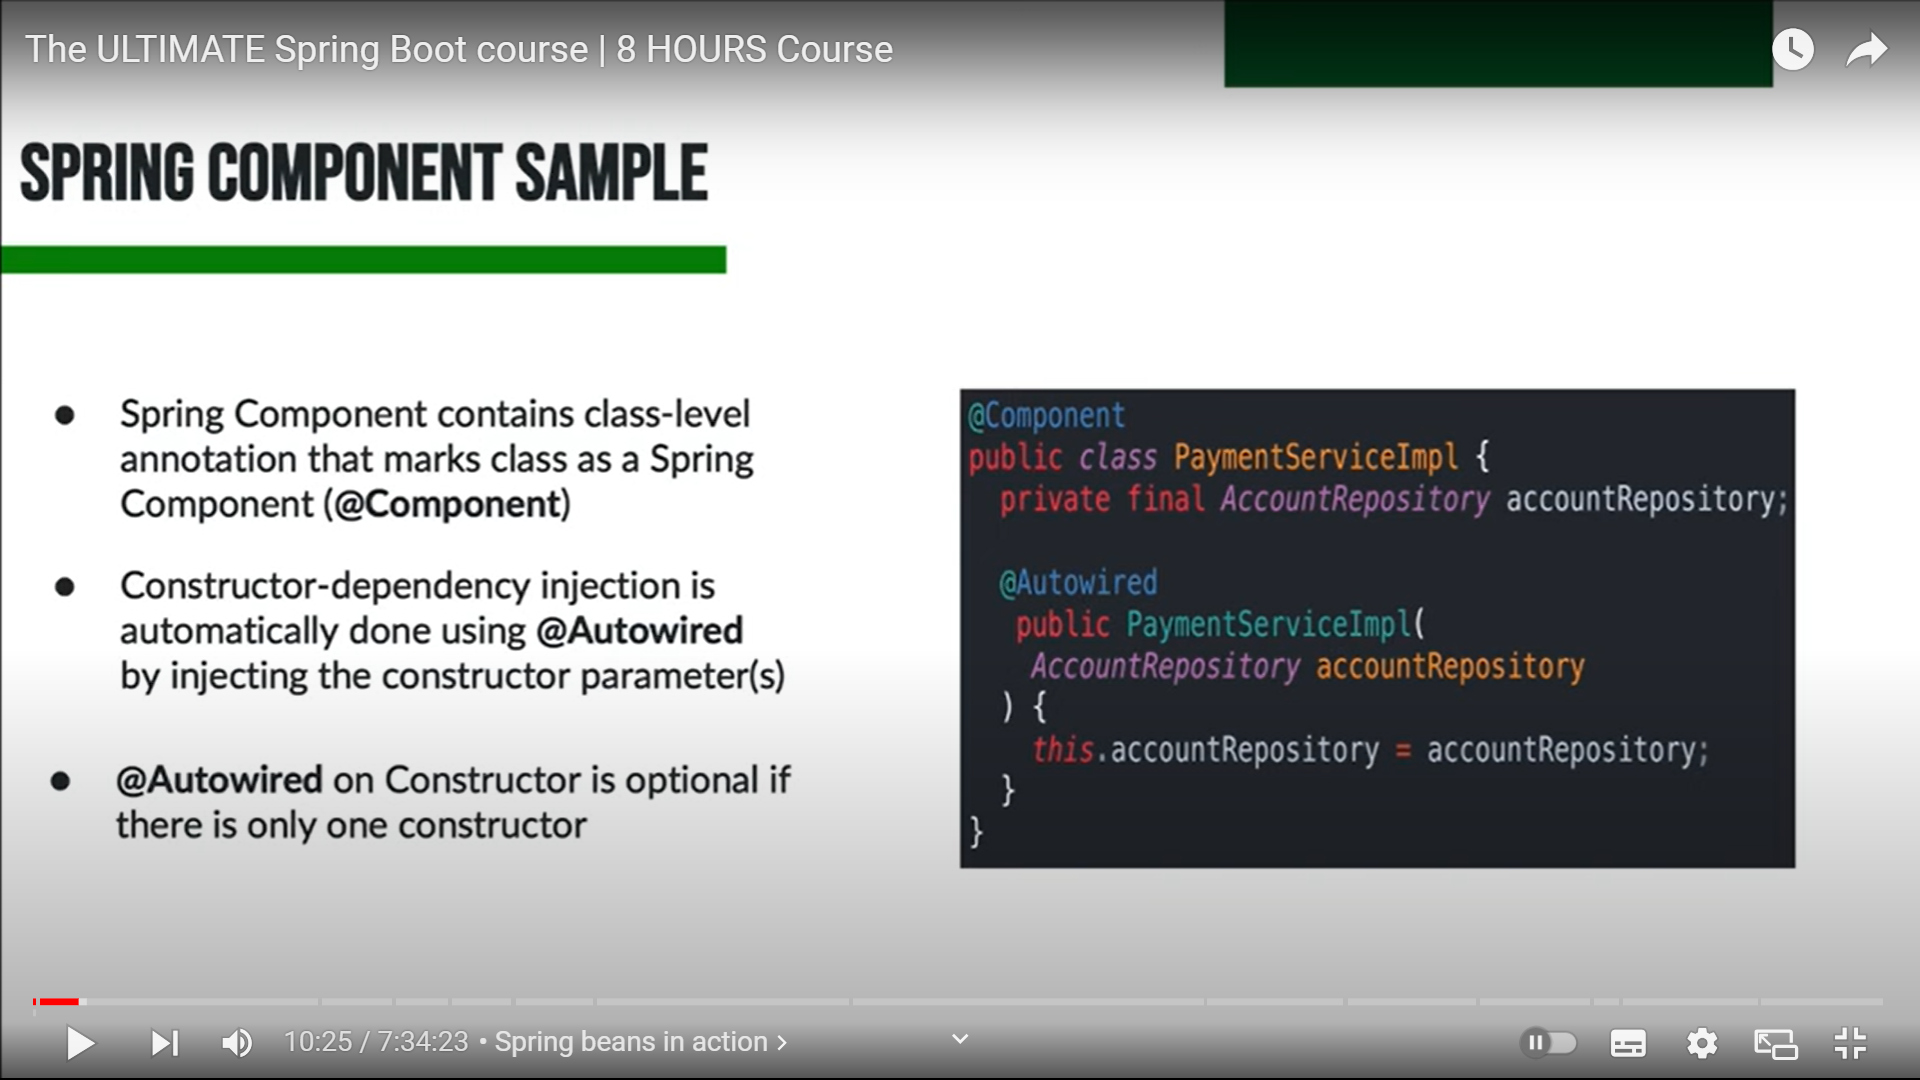 The ULTIMATE Spring Boot course | 8 HOURS Course
SPRING COMPONENT SAMPLE
● Spring Component contains class-level
annotation that marks class as a Spring
Component (@Component)
● Constructor-dependency injection is
automatically done using @Autowired
by injecting the constructor parameter(s)
● @Autowired on Constructor is optional if
there is only one constructor
@Component
public class PaymentServiceImpl {
private final AccountRepository accountRepository;
@Autowired
public PaymentServiceImpl(
AccountRepository accountRepository
) {
this.accountRepository = accountRepository;
}
}
10:25 / 7:34:23 • Spring beans in action >